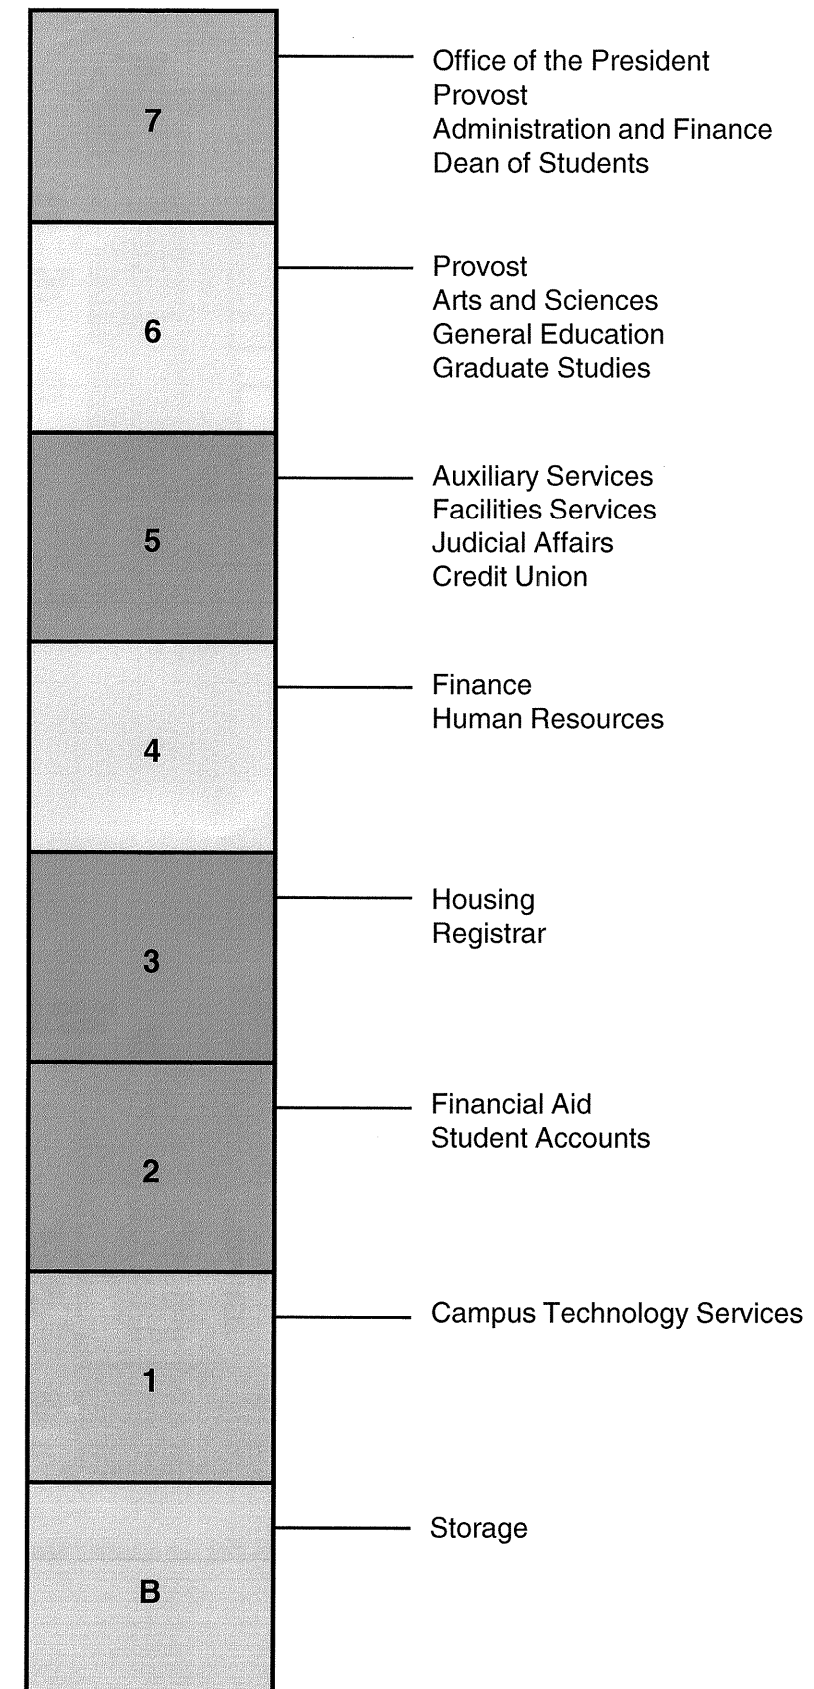 7
Office of the President
Provost
Administration and Finance
Dean of Students
6
Provost
Arts and Sciences
General Education
Graduate Studies
5
Auxiliary Services
Facilities Services
Judicial Affairs
Credit Union
4
Finance
Human Resources
3
Housing
Registrar
2
Financial Aid
Student Accounts
1
Campus Technology Services
B
Storage